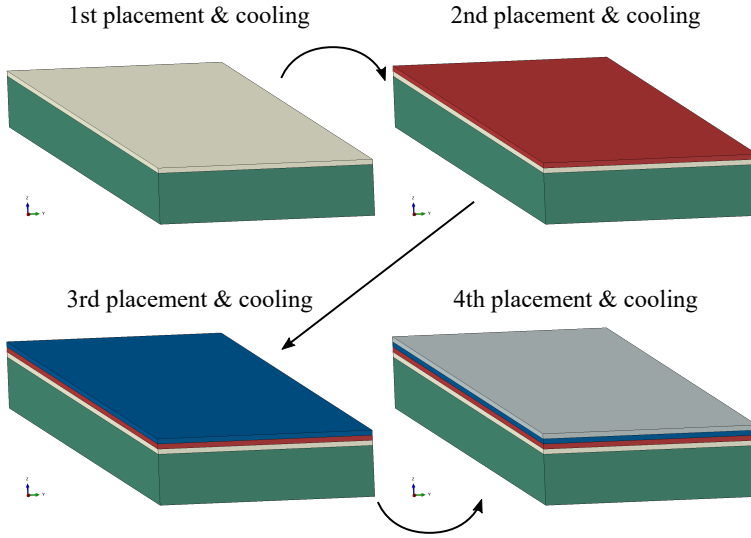 1st placement & cooling
2nd placement & cooling
Z
Y
Z
Y
3rd placement & cooling
4th placement & cooling
Z
Y
Z
Y